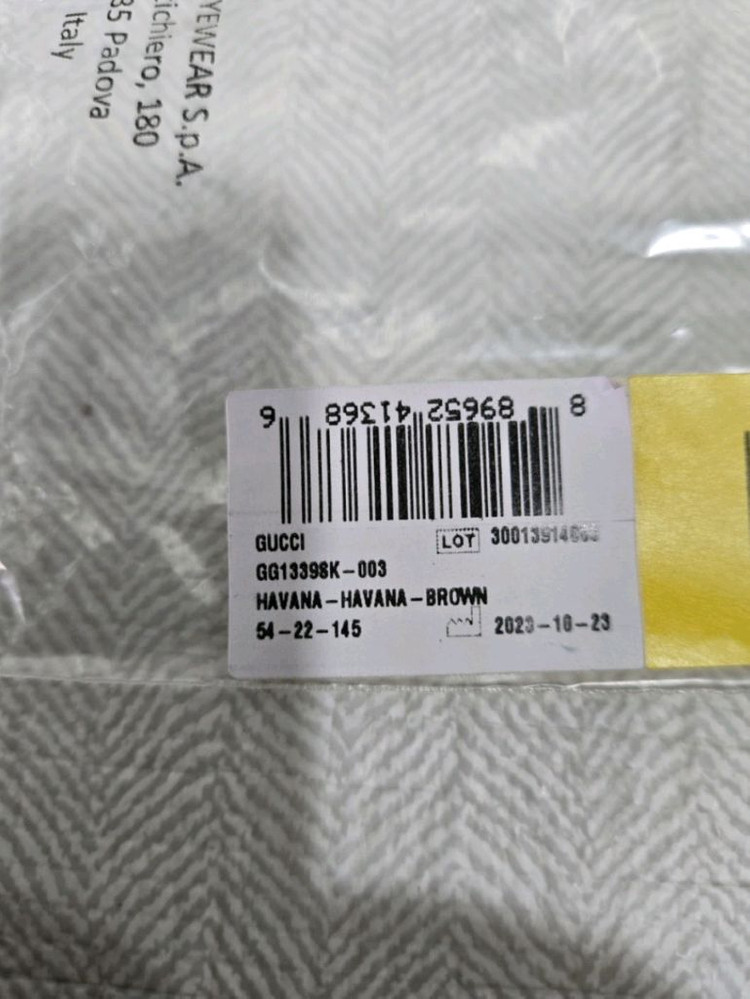 YEWEAR S.p.A.
ichiero, 180
35 Padova
Italy
8 89652 41368 6
GUCCI
LOT
GG1339SK-003
HAVANA-HAVANA-BROWN
54-22-145
2023-10-23